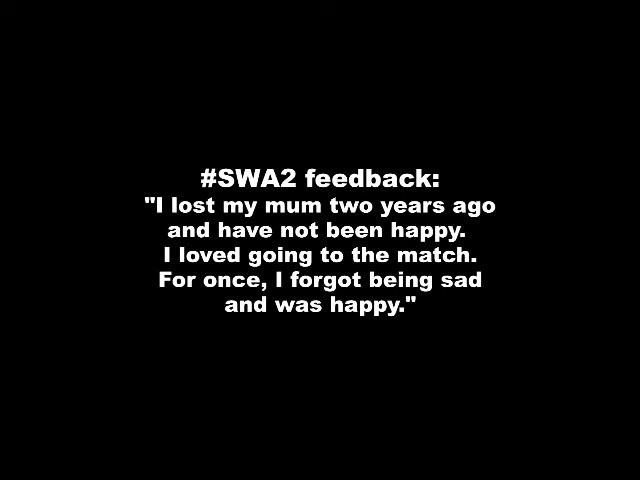 #SWA2 feedback:
"I lost my mum two years ago
and have not been happy.
I loved going to the match.
For once, I forgot being sad
and was happy."